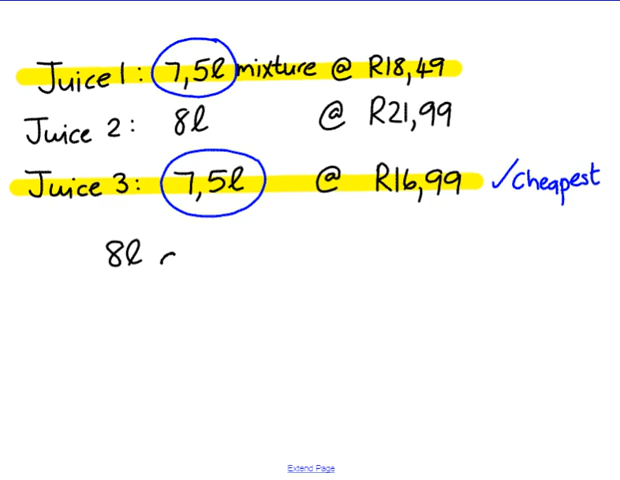 Juice 1: 7,5l mixture @ R18,49
Juice 2: 8l @ R21,99
Juice 3: 7,5l @ R16,99 ✓cheapest
8l
Extend Page